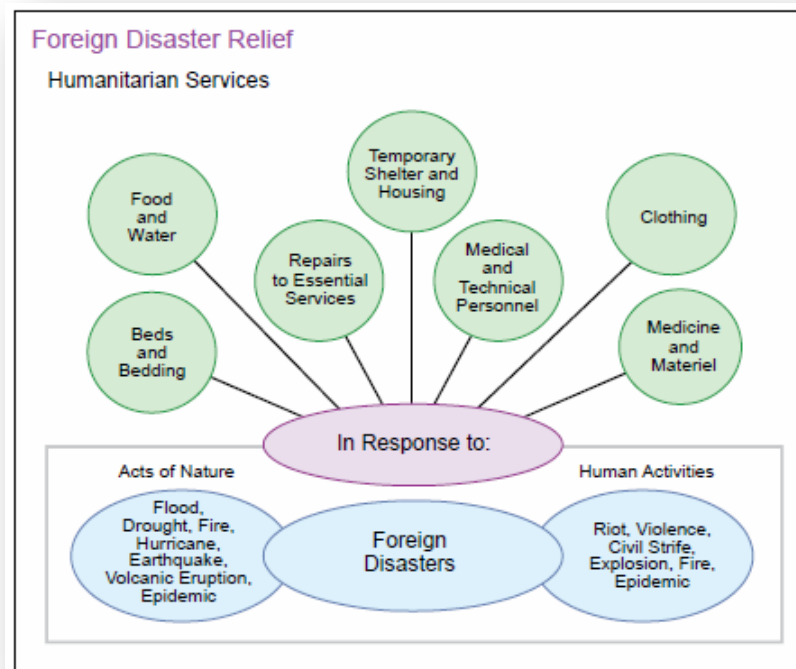 Foreign Disaster Relief
Humanitarian Services
Temporary
Shelter and
Housing
Food
and
Water
Clothing
Repairs
to Essential
Services
Medical
and
Technical
Personnel
Beds
and
Bedding
Medicine
and
Materiel
In Response to:
Acts of Nature
Human Activities
Flood,
Drought, Fire,
Hurricane,
Earthquake,
Volcanic Eruption,
Epidemic
Foreign
Disasters
Riot, Violence,
Civil Strife,
Explosion, Fire,
Epidemic